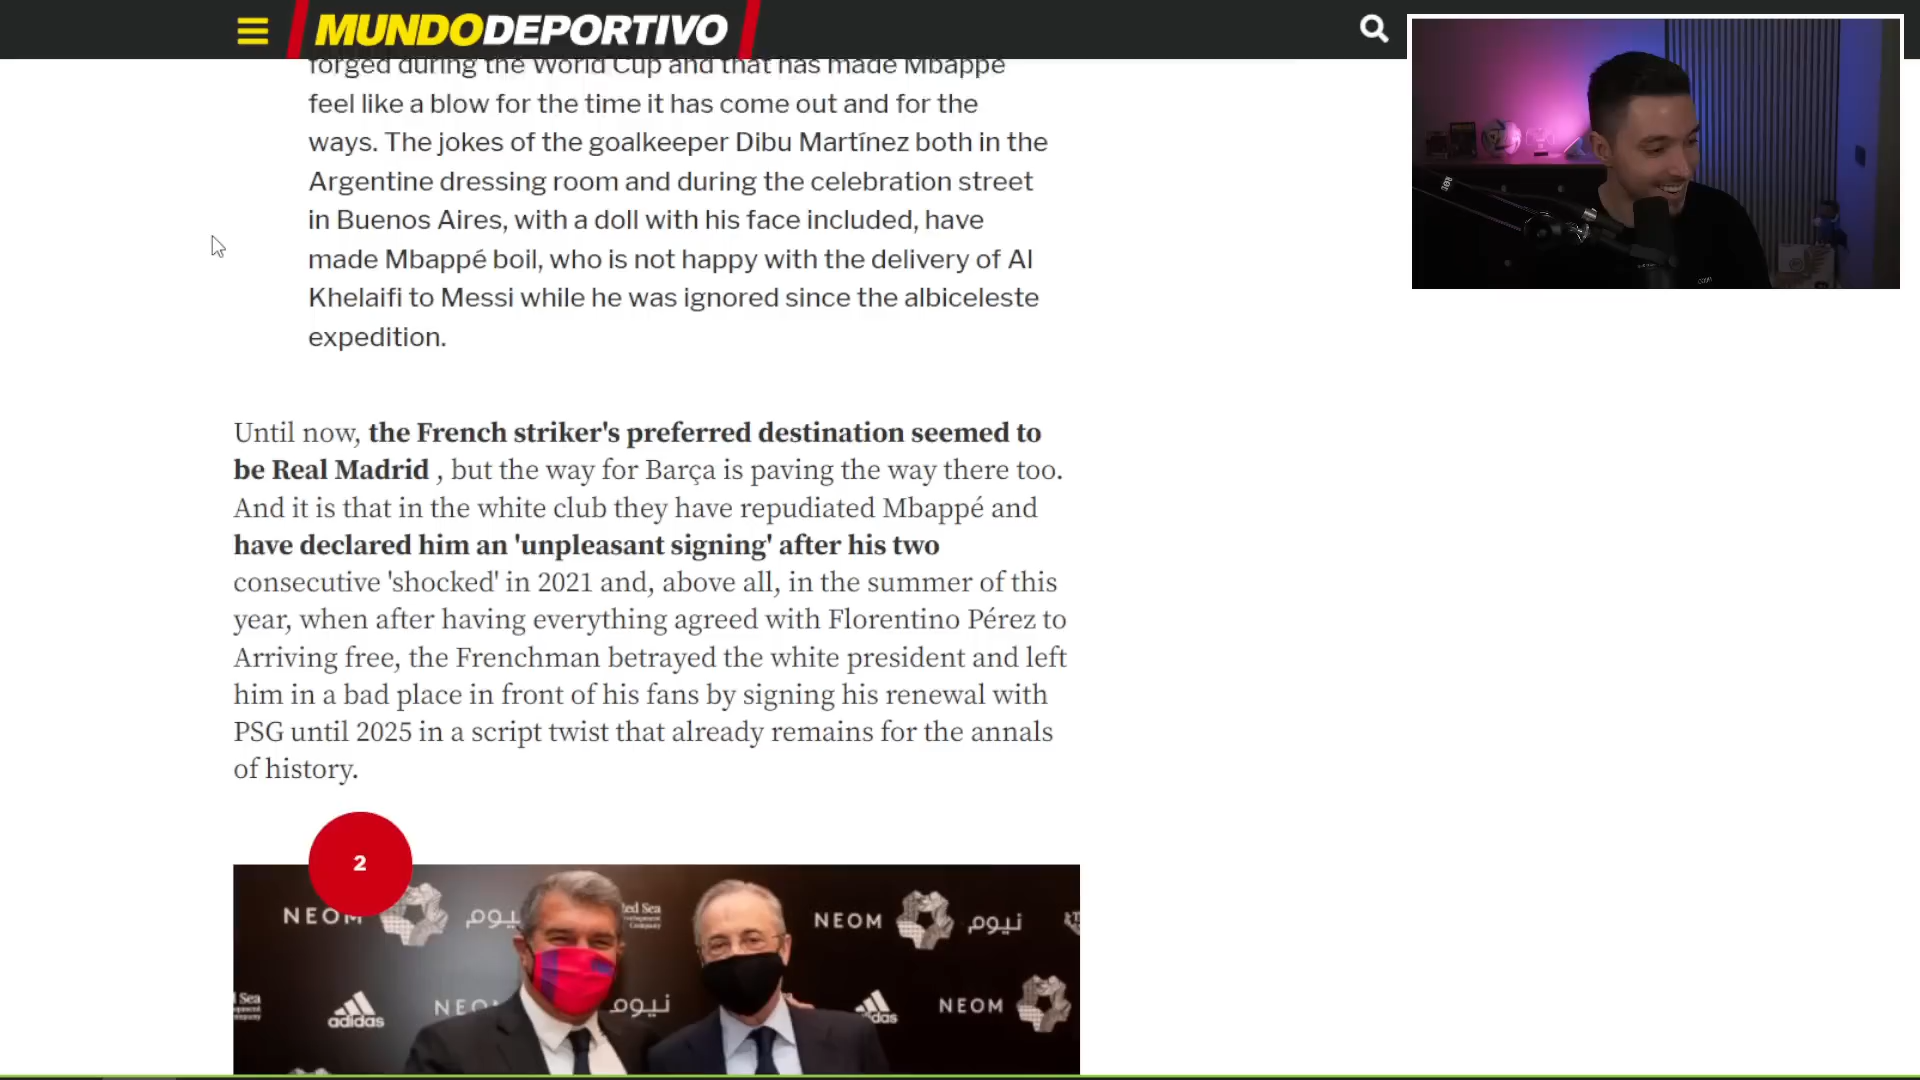 MUNDODEPORTIVO
forged during the World Cup and that has made Mbappé
feel like a blow for the time it has come out and for the
ways. The jokes of the goalkeeper Dibu Martínez both in the
Argentine dressing room and during the celebration street
in Buenos Aires, with a doll with his face included, have
made Mbappé boil, who is not happy with the delivery of Al
Khelaifi to Messi while he was ignored since the albiceleste
expedition.
Until now, the French striker's preferred destination seemed to
be Real Madrid , but the way for Barça is paving the way there too.
And it is that in the white club they have repudiated Mbappé and
have declared him an 'unpleasant signing' after his two
consecutive 'shocked' in 2021 and, above all, in the summer of this
year, when after having everything agreed with Florentino Pérez to
Arriving free, the Frenchman betrayed the white president and left
him in a bad place in front of his fans by signing his renewal with
PSG until 2025 in a script twist that already remains for the annals
of history.
2
NEOM
NEOM نيوم
adidas
نيوم
NEOM